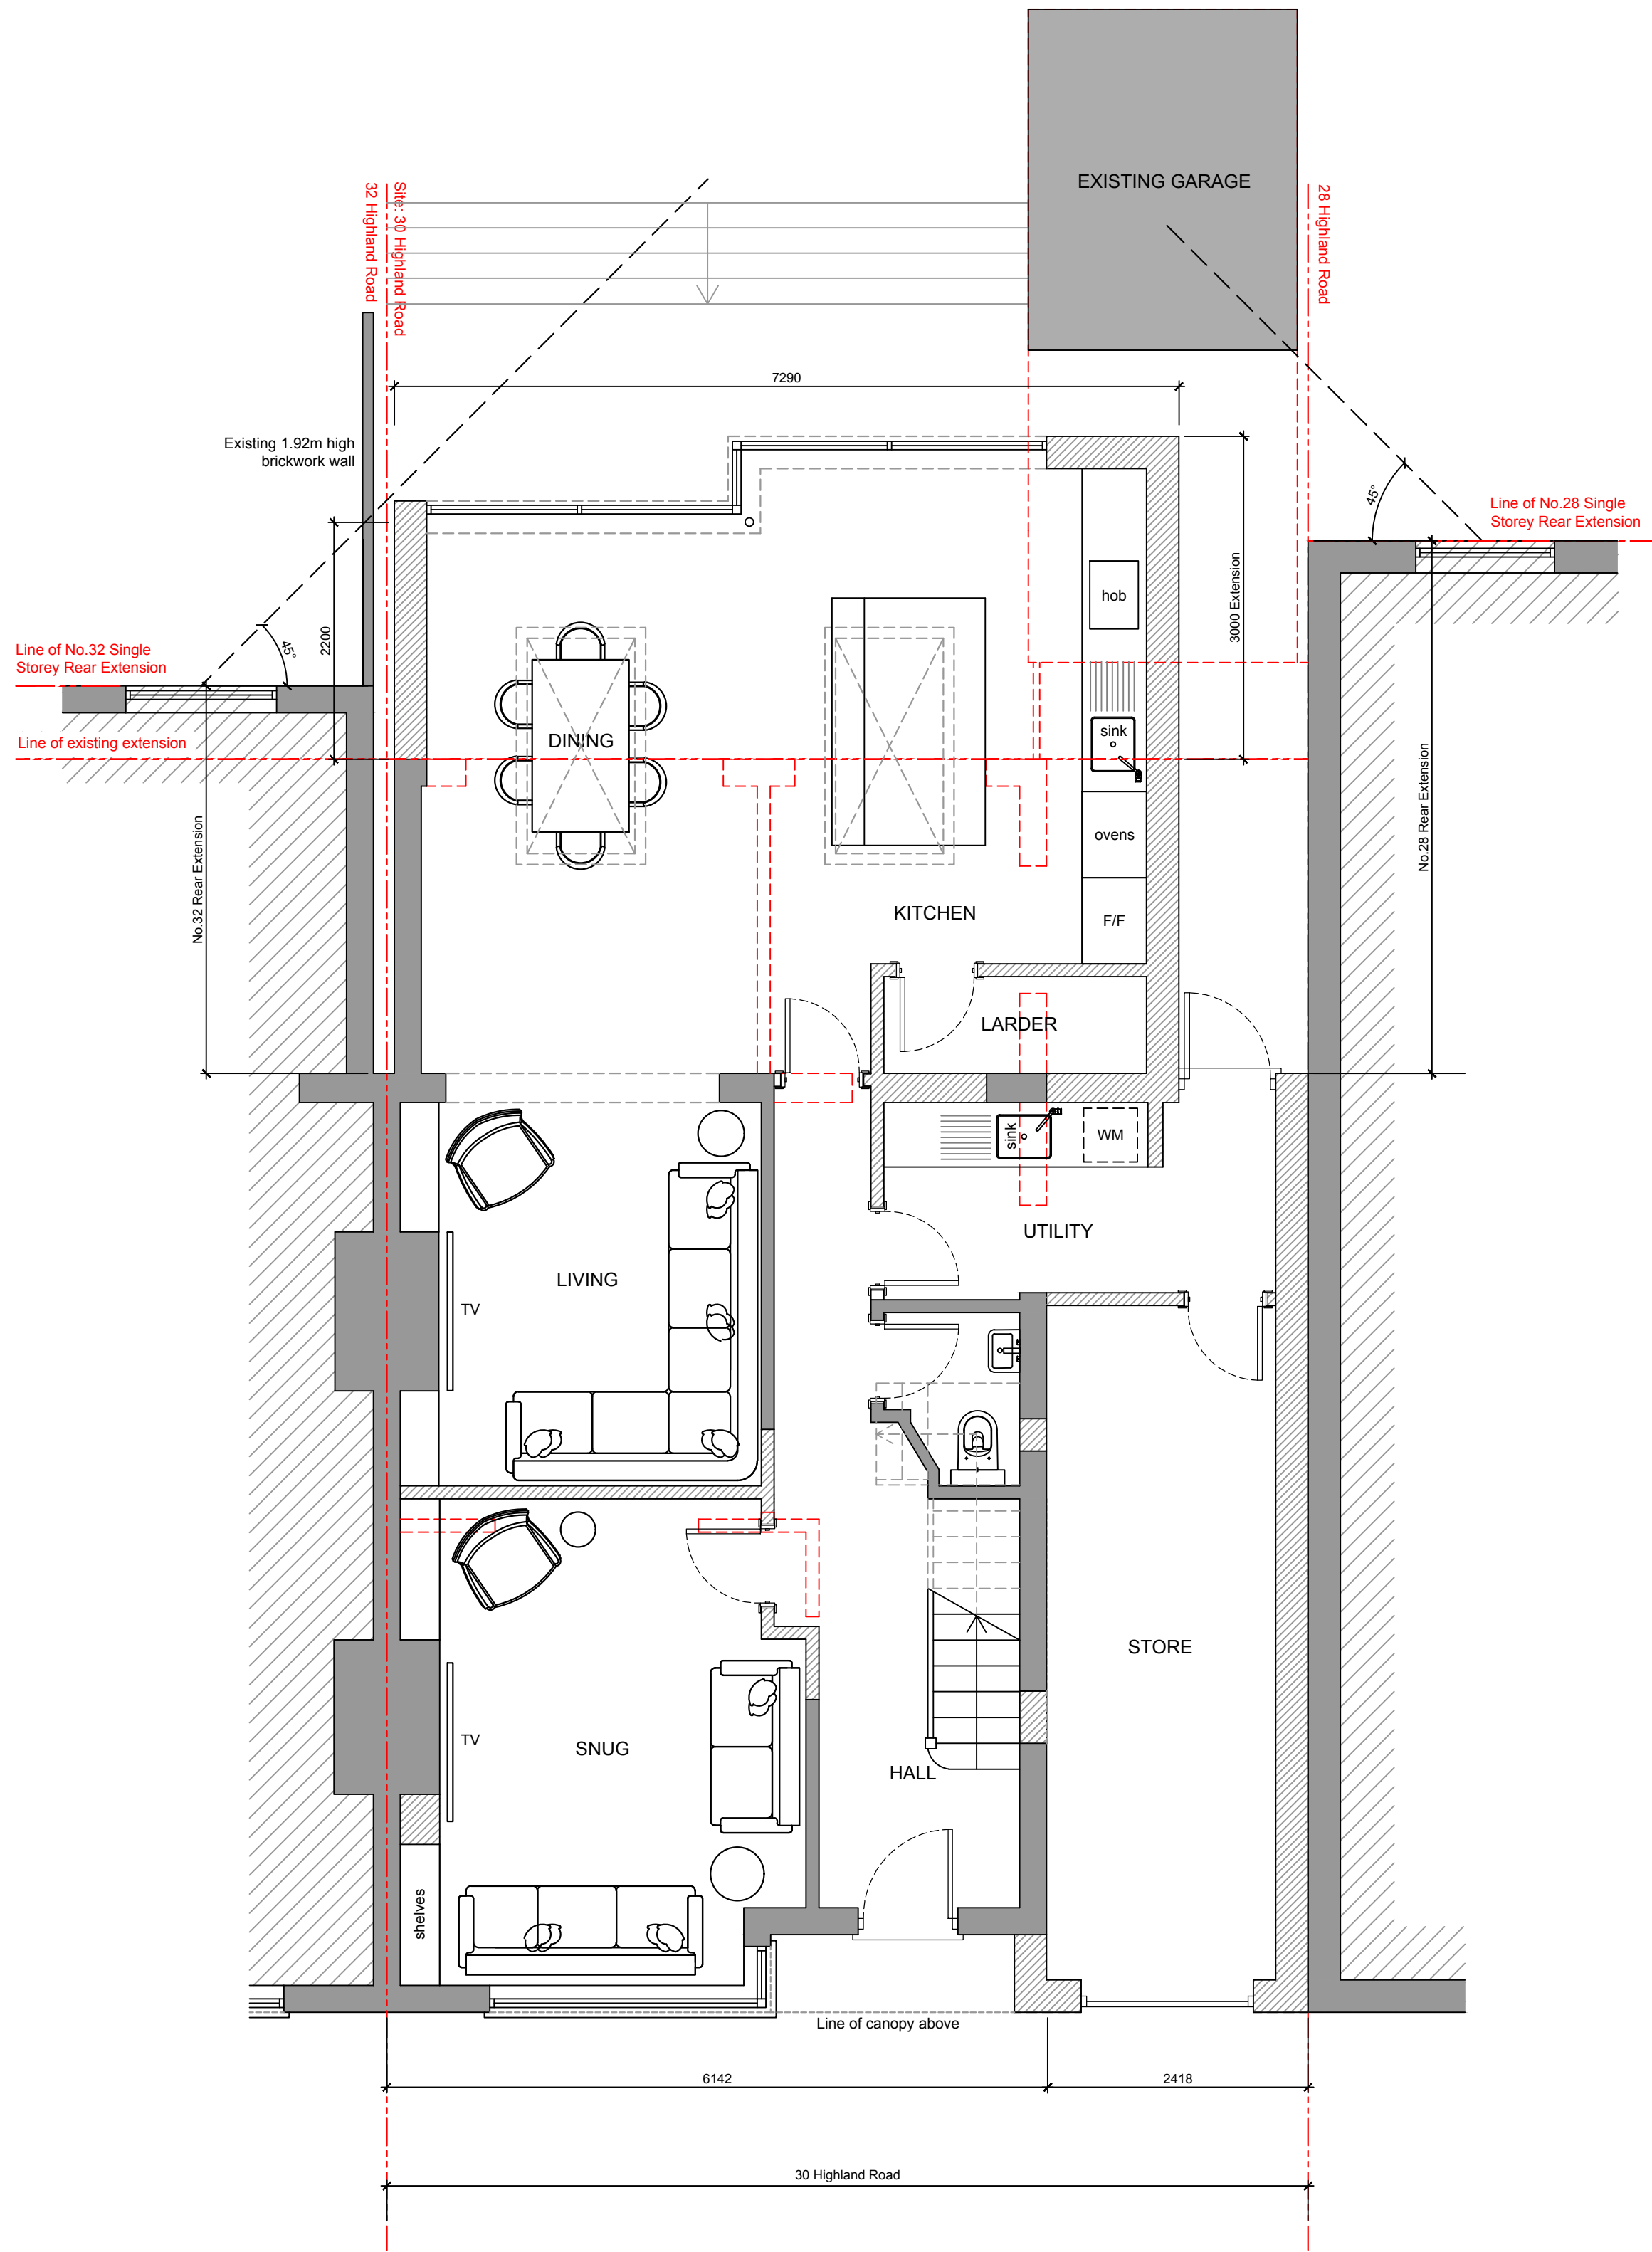 EXISTING GARAGE
32 Highland Road
Site: 30 Highland Road
28 Highland Road
7290
Existing 1.92m high
brickwork wall
45°
Line of No.28 Single
Storey Rear Extension
3000 Extension
hob
2200
45°
Line of No.32 Single
Storey Rear Extension
sink
DINING
Line of existing extension
No.28 Rear Extension
ovens
No.32 Rear Extension
KITCHEN
F/F
LARDER
sink
WM
UTILITY
LIVING
TV
STORE
TV
SNUG
HALL
shelves
Line of canopy above
6142
2418
30 Highland Road